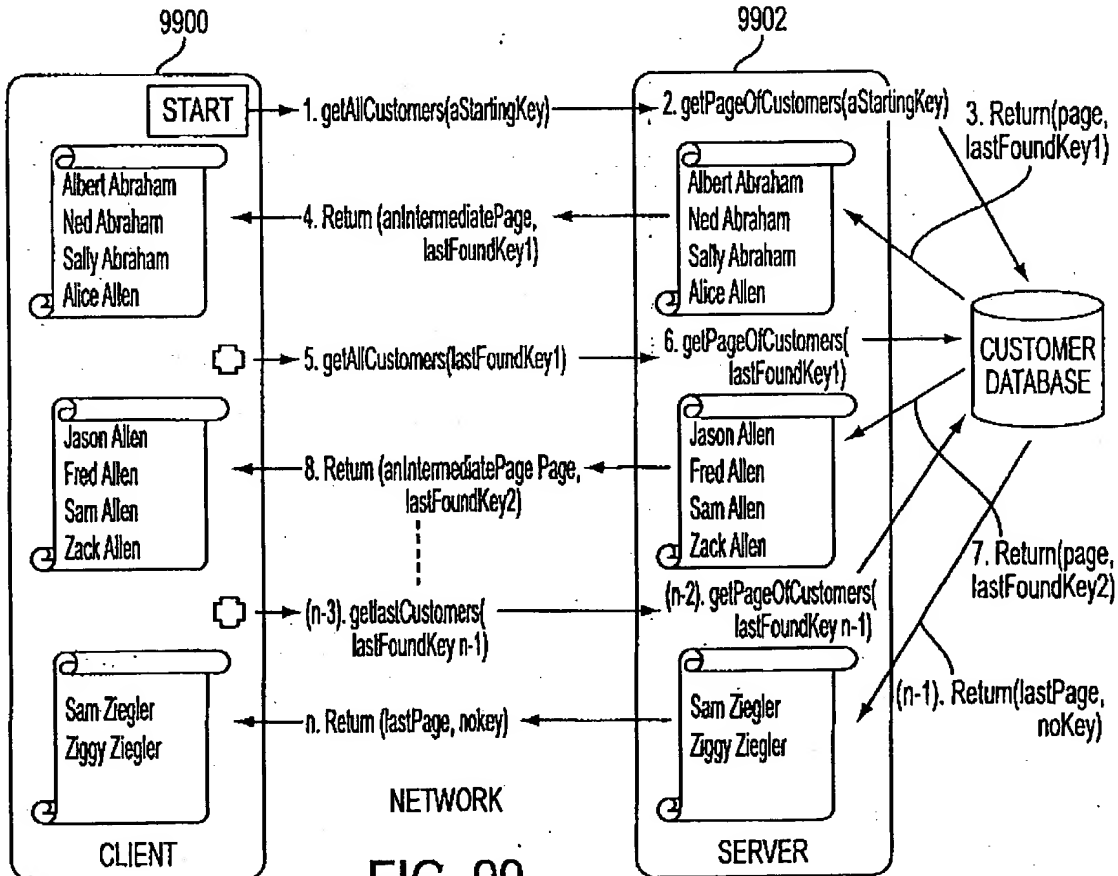 9900
9902
START
1. getAllCustomers(aStartingKey)
2. getPageOfCustomers(aStartingKey)
3. Return(page,
lastFoundKey1)
Albert Abraham
Ned Abraham
Sally Abraham
Alice Allen
4. Return (anIntermediatePage,
lastFoundKey1)
Albert Abraham
Ned Abraham
Sally Abraham
Alice Allen
5. getAllCustomers(lastFoundKey1)
6. getPageOfCustomers(
lastFoundKey1)
CUSTOMER
DATABASE
Jason Allen
Fred Allen
Sam Allen
Zack Allen
8. Return (anIntermediatePage Page,
lastFoundKey2)
Jason Allen
Fred Allen
Sam Allen
Zack Allen
7. Return(page,
lastFoundKey2)
(n-3). getlastCustomers(
lastFoundKey n-1)
(n-2). getPageOfCustomers(
lastFoundKey n-1)
(n-1). Return(lastPage,
noKey)
Sam Ziegler
Ziggy Ziegler
n. Return (lastPage, nokey)
Sam Ziegler
Ziggy Ziegler
NETWORK
CLIENT
SERVER
FIG. 99